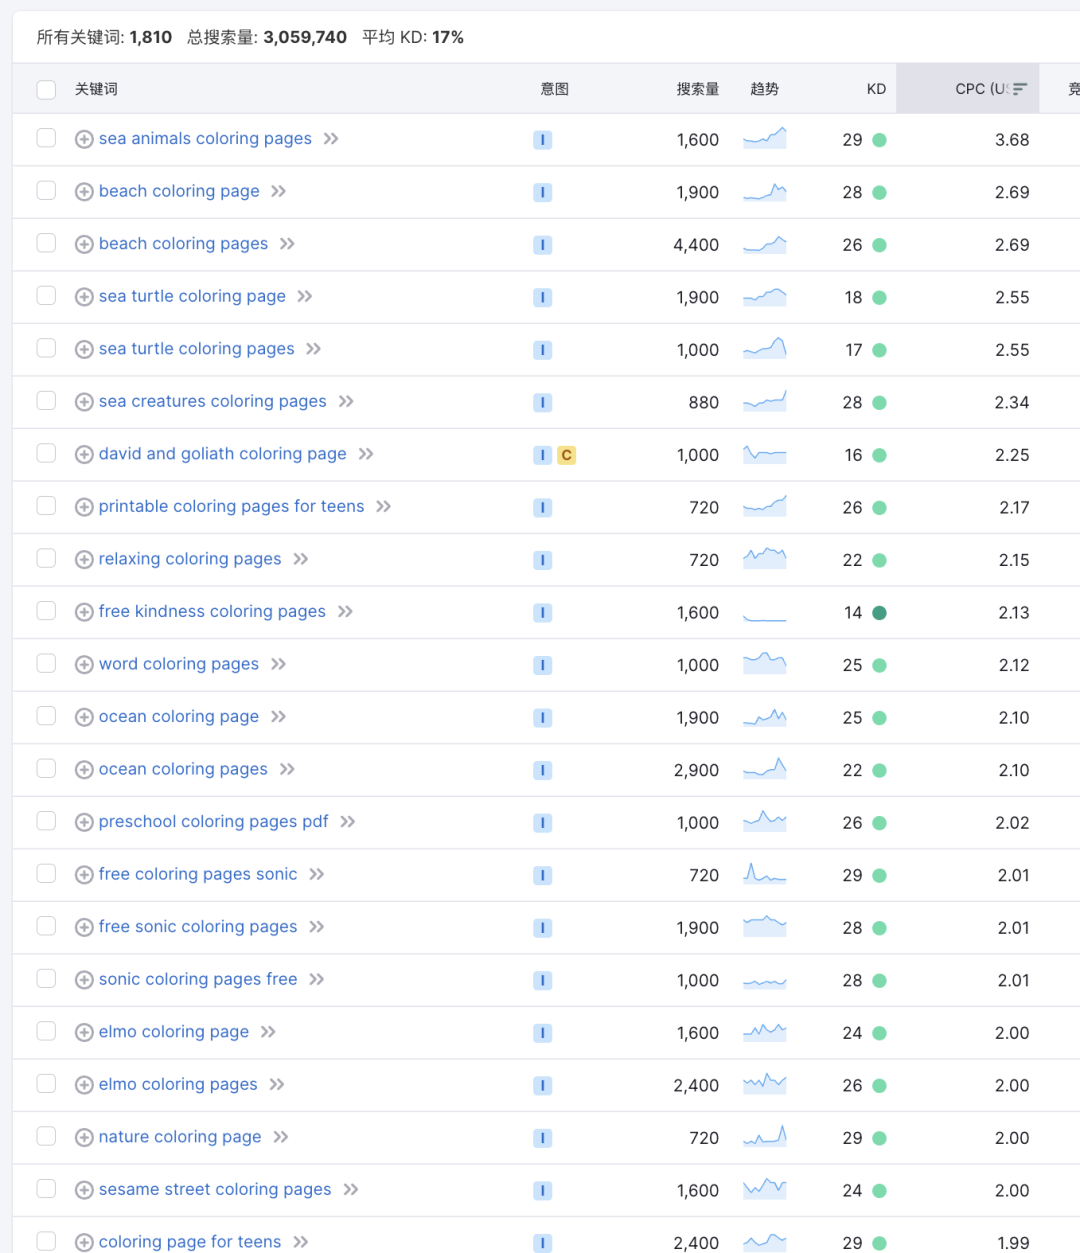 所有关键词: 1,810 总搜索量: 3,059,740 平均 KD: 17%
关键词 意图 搜索量 趋势 KD CPC (US
sea animals coloring pages I 1,600 29 3.68
beach coloring page I 1,900 28 2.69
beach coloring pages I 4,400 26 2.69
sea turtle coloring page I 1,900 18 2.55
sea turtle coloring pages I 1,000 17 2.55
sea creatures coloring pages I 880 28 2.34
david and goliath coloring page I C 1,000 16 2.25
printable coloring pages for teens I 720 26 2.17
relaxing coloring pages I 720 22 2.15
free kindness coloring pages I 1,600 14 2.13
word coloring pages I 1,000 25 2.12
ocean coloring page I 1,900 25 2.10
ocean coloring pages I 2,900 22 2.10
preschool coloring pages pdf I 1,000 26 2.02
free coloring pages sonic I 720 29 2.01
free sonic coloring pages I 1,900 28 2.01
sonic coloring pages free I 1,000 28 2.01
elmo coloring page I 1,600 24 2.00
elmo coloring pages I 2,400 26 2.00
nature coloring page I 720 29 2.00
sesame street coloring pages I 1,600 24 2.00
coloring page for teens I 2,400 29 1.99